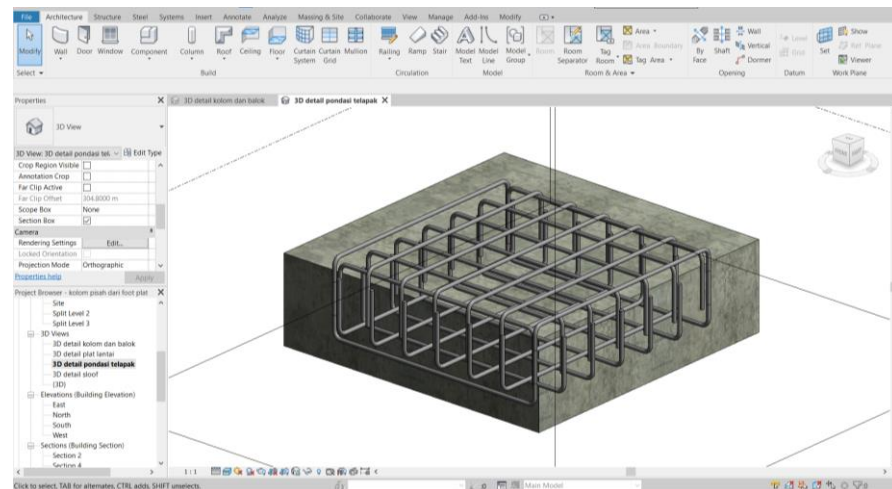 File Architecture Structure Steel Systems Insert Annotate Analyze Massing & Site Collaborate View Manage Add-Ins Modify
Modify Wall Door Window Component Column Roof Ceiling Floor Curtain System Curtain Grid Mullion Railing Ramp Stair Model Text Model Line Model Group Room Room Separator Tag Room Area Area Boundary Tag Area By Face Shaft Wall Vertical Dormer Level Grid Set Show Ref Plane Viewer
Select Build Circulation Model Room & Area Opening Datum Work Plane
Properties
3D detail kolom dan balok
3D detail pondasi telapak
3D View
3D View: 3D detail pondasi tel
Edit Type
Crop Region Visible
Annotation Crop
Far Clip Active
Far Clip Offset 304.8000 m
Scope Box None
Section Box
Camera
Rendering Settings Edit...
Locked Orientation
Projection Mode Orthographic
Properties help Apply
Project Browser - kolom pisah dari foot plat
Site
Split Level 2
Split Level 3
3D Views
3D detail kolom dan balok
3D detail plat lantai
3D detail pondasi telapak
3D detail sloof
{3D}
Elevations (Building Elevation)
East
North
South
West
Sections (Building Section)
Section 2
Section 4
1:1
Click to select, TAB for alternates, CTRL adds, SHIFT unselects.
Main Model